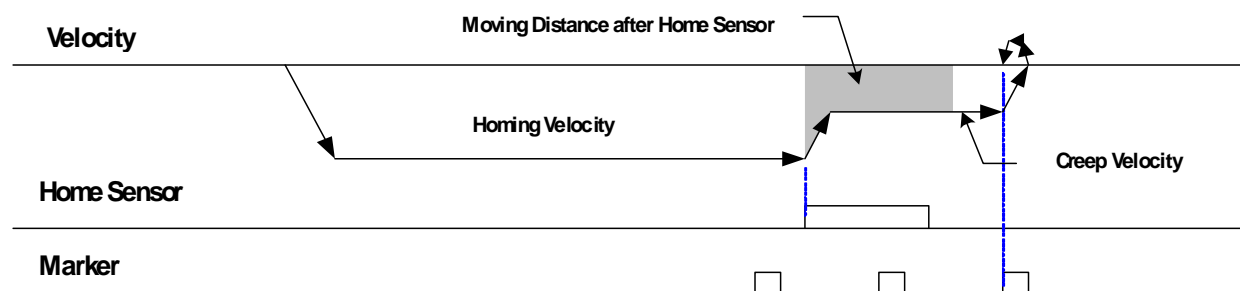 Moving Distance after Home Sensor
Velocity
Homing Velocity
Creep Velocity
Home Sensor
Marker